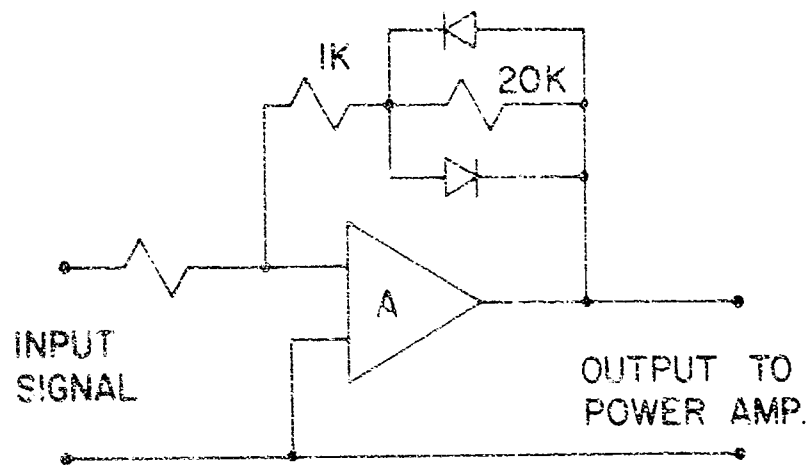 1K
20K
A
INPUT
SIGNAL
OUTPUT TO
POWER AMP.